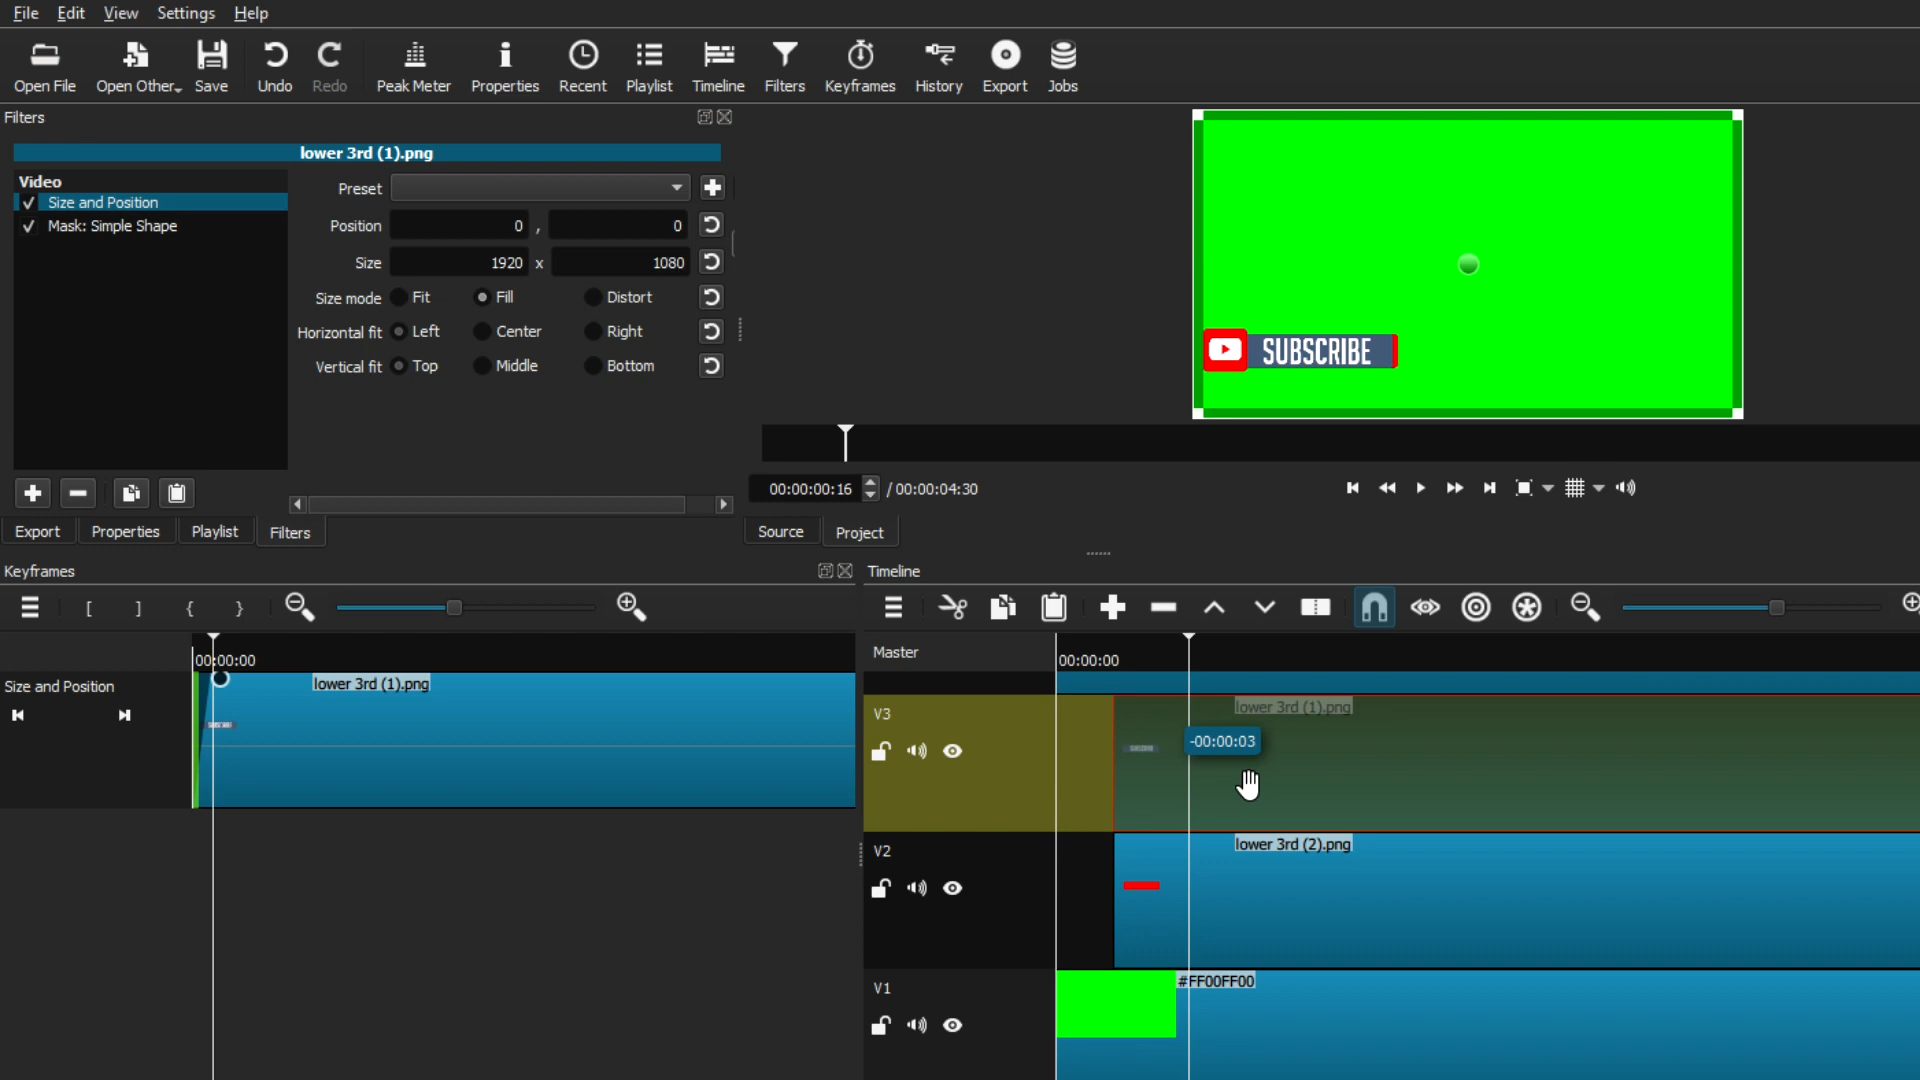 File Edit View Settings Help
Open File Open Other... Save Undo Redo Peak Meter Properties Recent Playlist Timeline Filters Keyframes History Export Jobs
Filters
lower 3rd (1).png
Video
Size and Position
Mask: Simple Shape
Preset
Position 0 , 0
Size 1920 x 1080
Size mode Fit Fill Distort
Horizontal fit Left Center Right
Vertical fit Top Middle Bottom
SUBSCRIBE
00:00:00:16 / 00:00:04:30
Export Properties Playlist Filters
Source Project
Keyframes
[ ] { }
00:00:00
Size and Position
lower 3rd (1).png
Timeline
Master
00:00:00
V3
lower 3rd (1).png
-00:00:03
V2
lower 3rd (2).png
V1
#FF00FF00